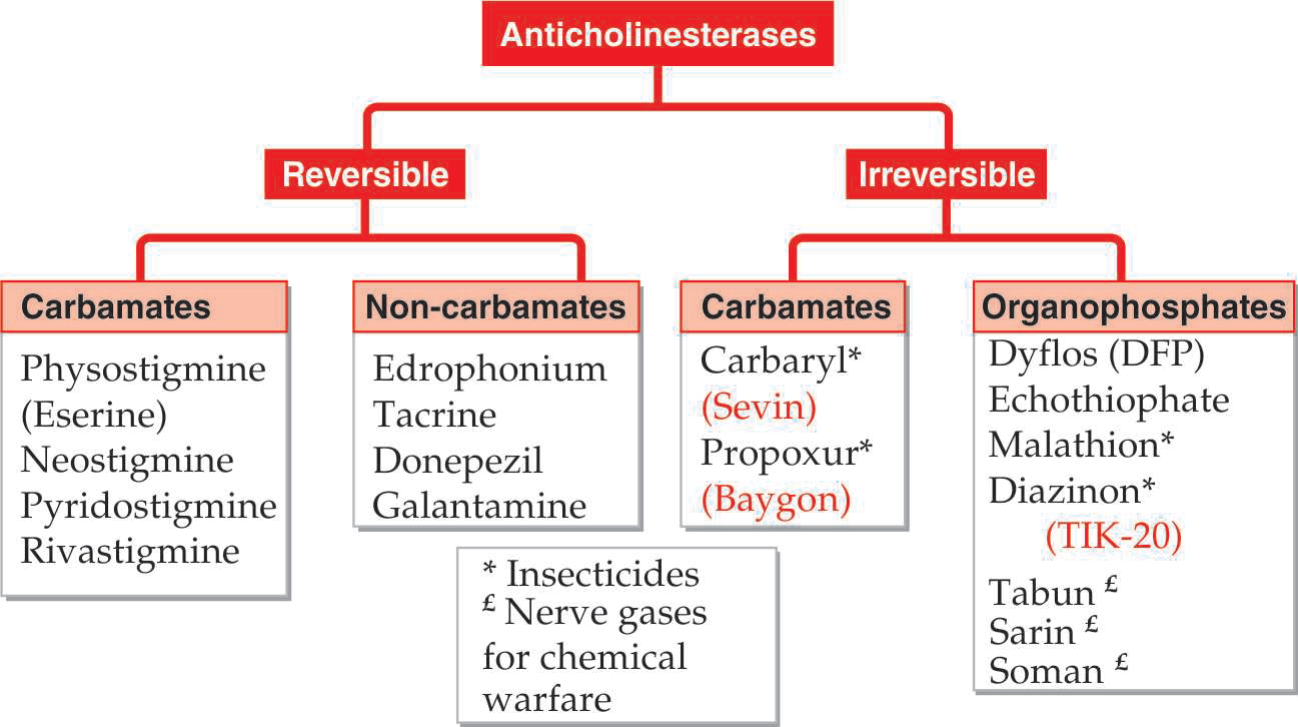 Anticholinesterases
Reversible
Irreversible
Carbamates
Physostigmine
(Eserine)
Neostigmine
Pyridostigmine
Rivastigmine
Non-carbamates
Edrophonium
Tacrine
Donepezil
Galantamine
Carbamates
Carbaryl*
(Sevin)
Propoxur*
(Baygon)
Organophosphates
Dyflos (DFP)
Echothiophate
Malathion*
Diazinon*
(TIK-20)
Tabun £
Sarin £
Soman £
* Insecticides
£ Nerve gases
for chemical
warfare